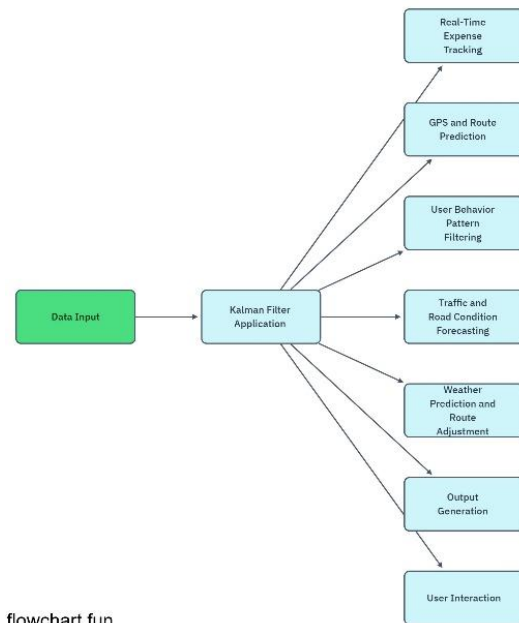 Real-Time
Expense
Tracking
GPS and Route
Prediction
User Behavior
Pattern
Filtering
Data Input
Kalman Filter
Application
Traffic and
Road Condition
Forecasting
Weather
Prediction and
Route
Adjustment
Output
Generation
User Interaction
flowchart.fun